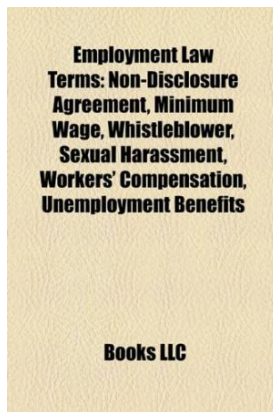 Employment Law
Terms: Non-Disclosure
Agreement, Minimum
Wage, Whistleblower,
Sexual Harassment,
Workers' Compensation,
Unemployment Benefits
Books LLC